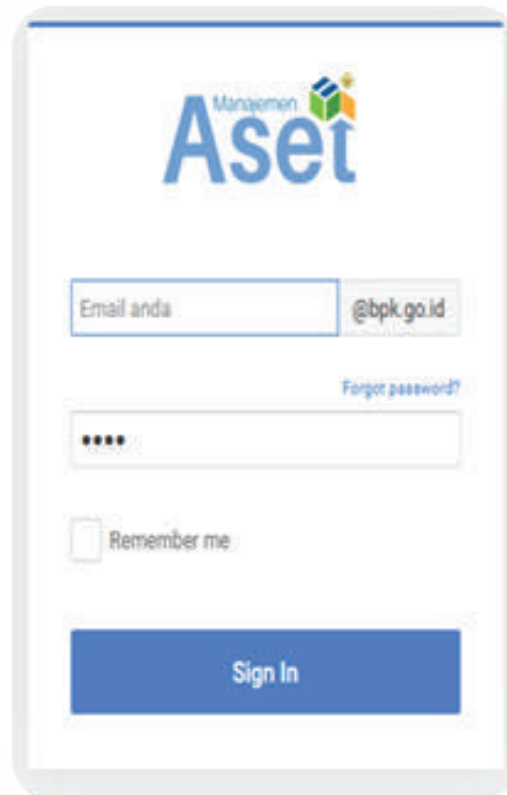 Manajemen
Aset
Email anda @bpk.go.id
Forgot password?
••••
Remember me
Sign In